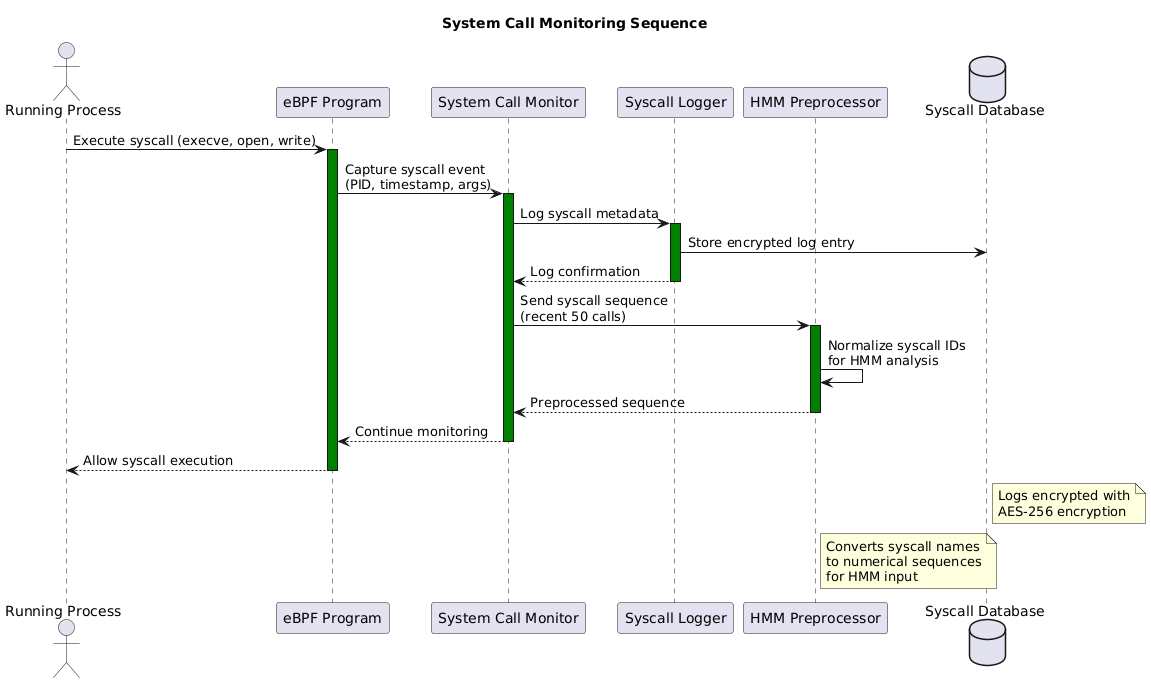 System Call Monitoring Sequence
Running Process
eBPF Program
System Call Monitor
Syscall Logger
HMM Preprocessor
Syscall Database
Execute syscall (execve, open, write)
Capture syscall event
(PID, timestamp, args)
Log syscall metadata
Store encrypted log entry
Log confirmation
Send syscall sequence
(recent 50 calls)
Normalize syscall IDs
for HMM analysis
Preprocessed sequence
Continue monitoring
Allow syscall execution
Logs encrypted with
AES-256 encryption
Converts syscall names
to numerical sequences
for HMM input
Running Process
eBPF Program
System Call Monitor
Syscall Logger
HMM Preprocessor
Syscall Database